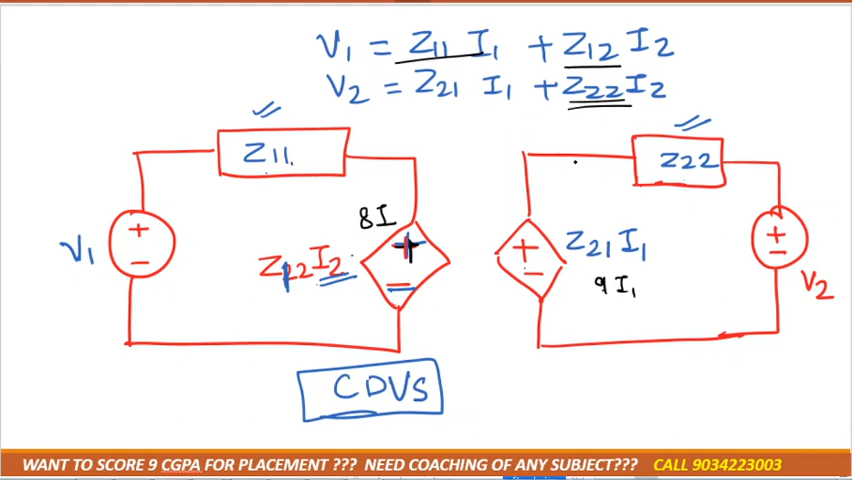 V1 = Z11 I1 + Z12 I2
V2 = Z21 I1 + Z22 I2
Z11
Z22
8I
V1
+
−
Z12 I2
+
−
+
−
Z21 I1
9 I1
+
−
V2
CDVS
WANT TO SCORE 9 CGPA FOR PLACEMENT ??? NEED COACHING OF ANY SUBJECT??? CALL 9034223003